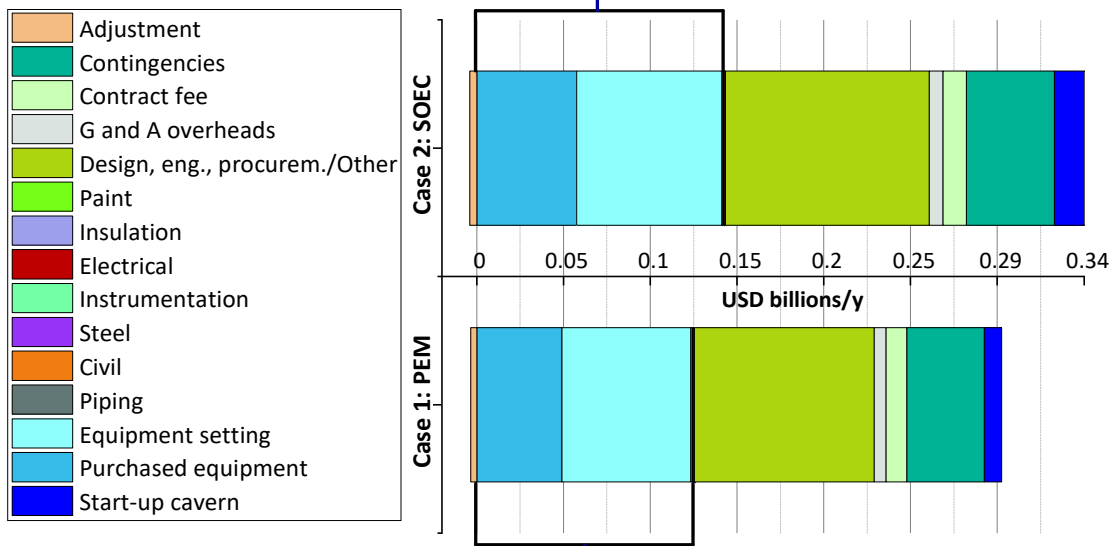 Adjustment
Contingencies
Contract fee
G and A overheads
Design, eng., procurem./Other
Paint
Insulation
Electrical
Instrumentation
Steel
Civil
Piping
Equipment setting
Purchased equipment
Start-up cavern
Case 2: SOEC
0 0.05 0.1 0.15 0.2 0.25 0.29 0.34
USD billions/y
Case 1: PEM